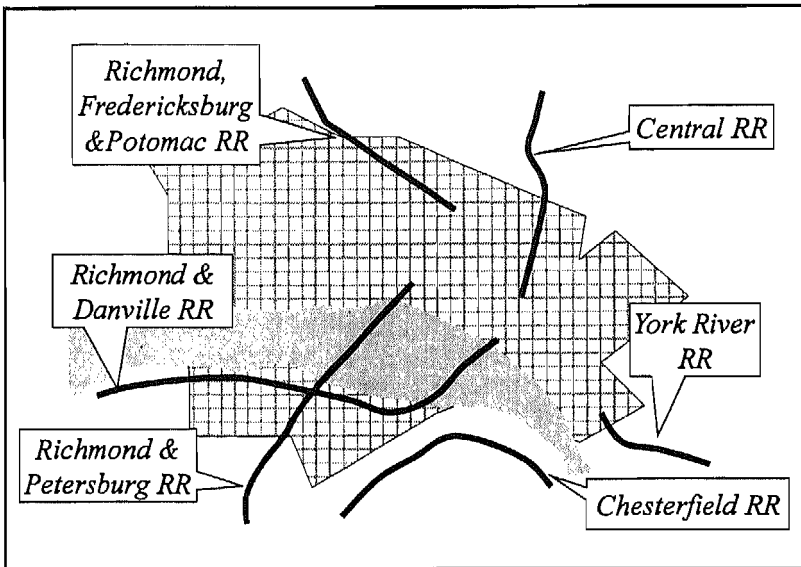 Richmond,
Fredericksburg
&Potomac RR
Central RR
Richmond &
Danville RR
York River
RR
Richmond &
Petersburg RR
Chesterfield RR